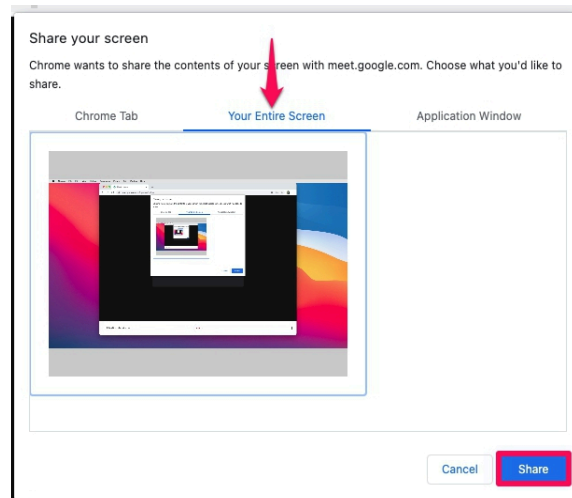 Share your screen
Chrome wants to share the contents of your screen with meet.google.com. Choose what you'd like to
share.
Chrome Tab Your Entire Screen Application Window
Cancel Share